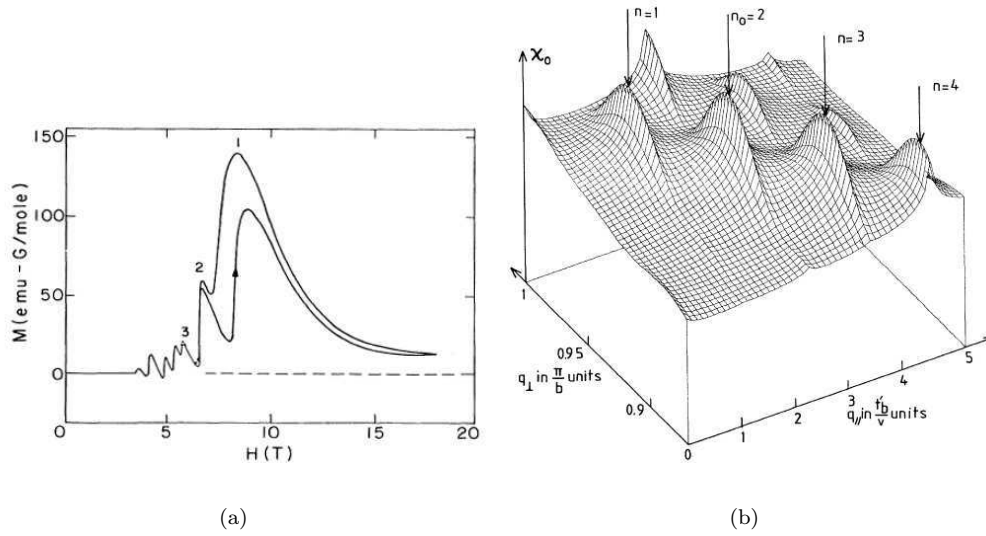 150
100
50
0
M(emu-G/mole)
1
2
3
0
5
10
15
20
H(T)
(a)
χ₀
n=1
n₀=2
n=3
n=4
1
0.95
0.9
q⊥ in π/b units
0
1
2
3
4
5
q// in t'b/v units
(b)